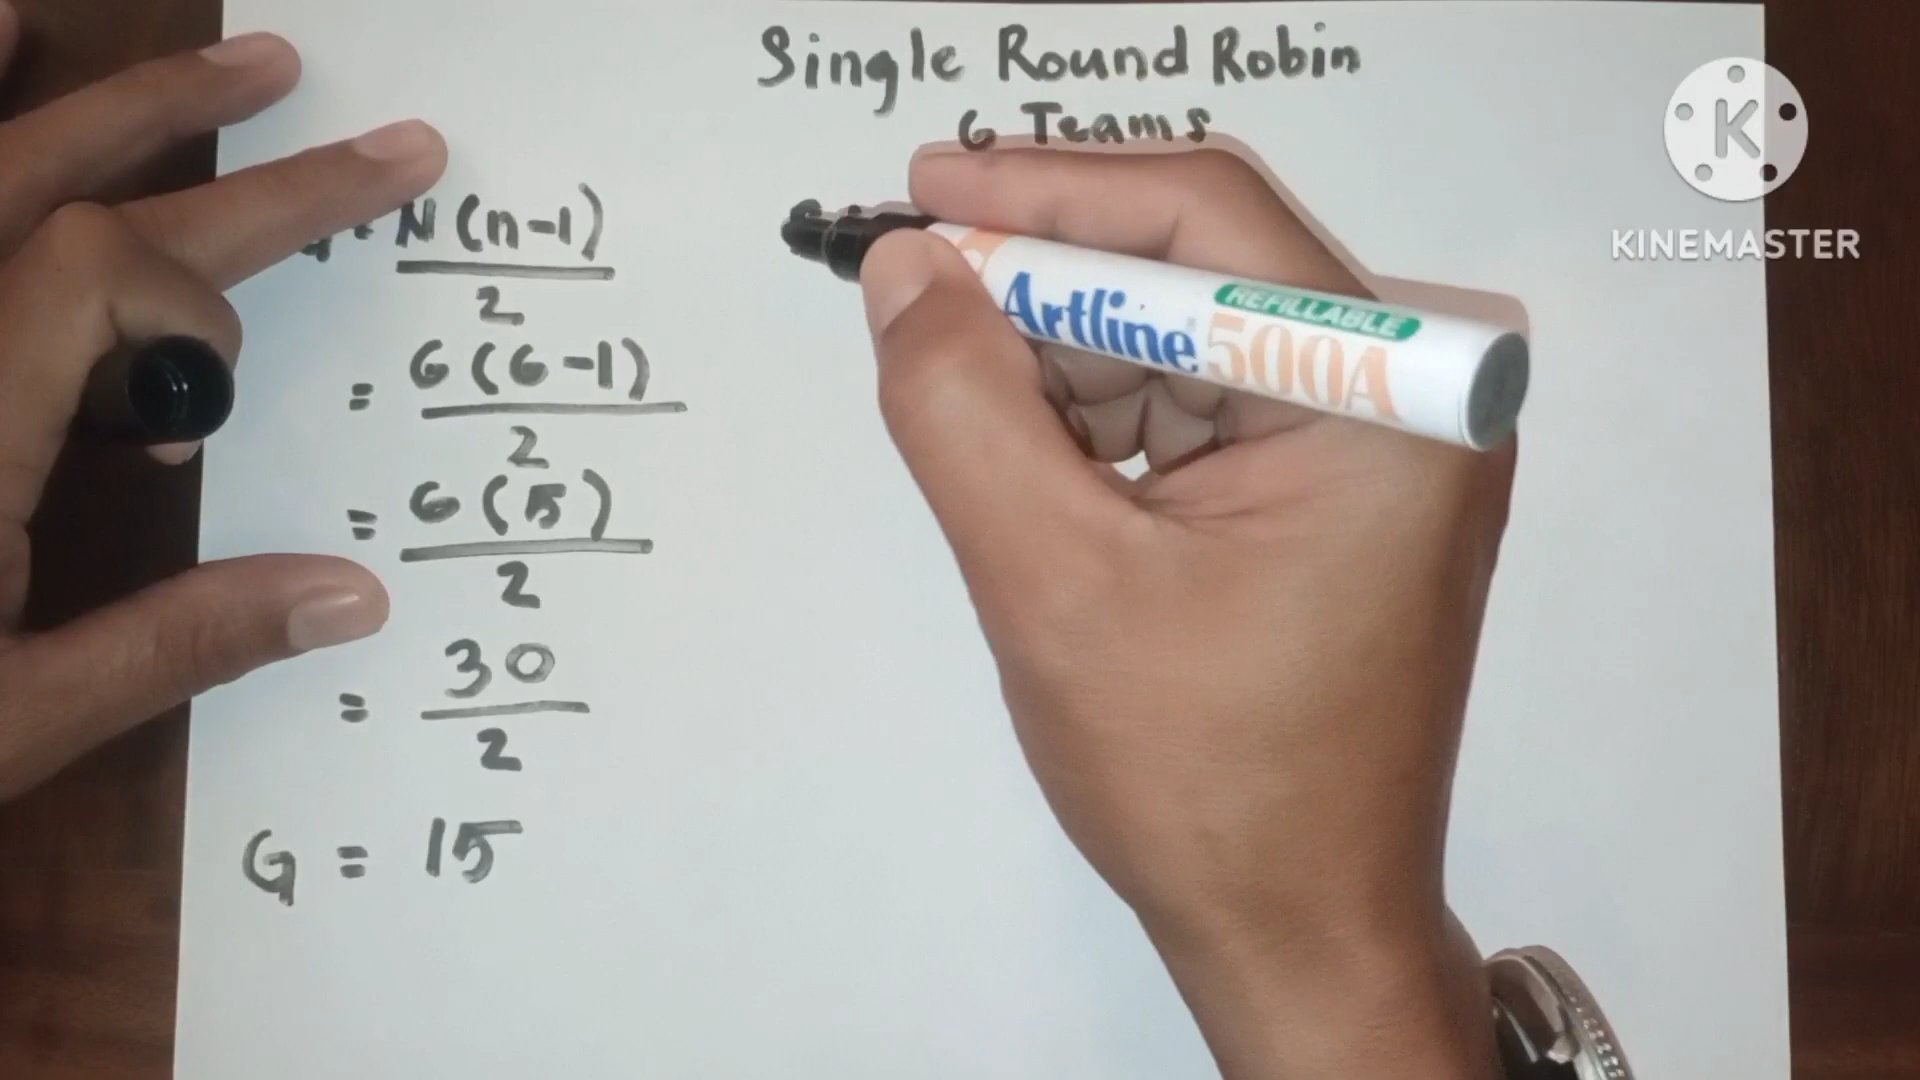 Single Round Robin
6 Teams
G = N(n-1)
2
= 6(6-1)
2
= 6(5)
2
= 30
2
G = 15
Artline REFILLABLE
500A
K
KINEMASTER